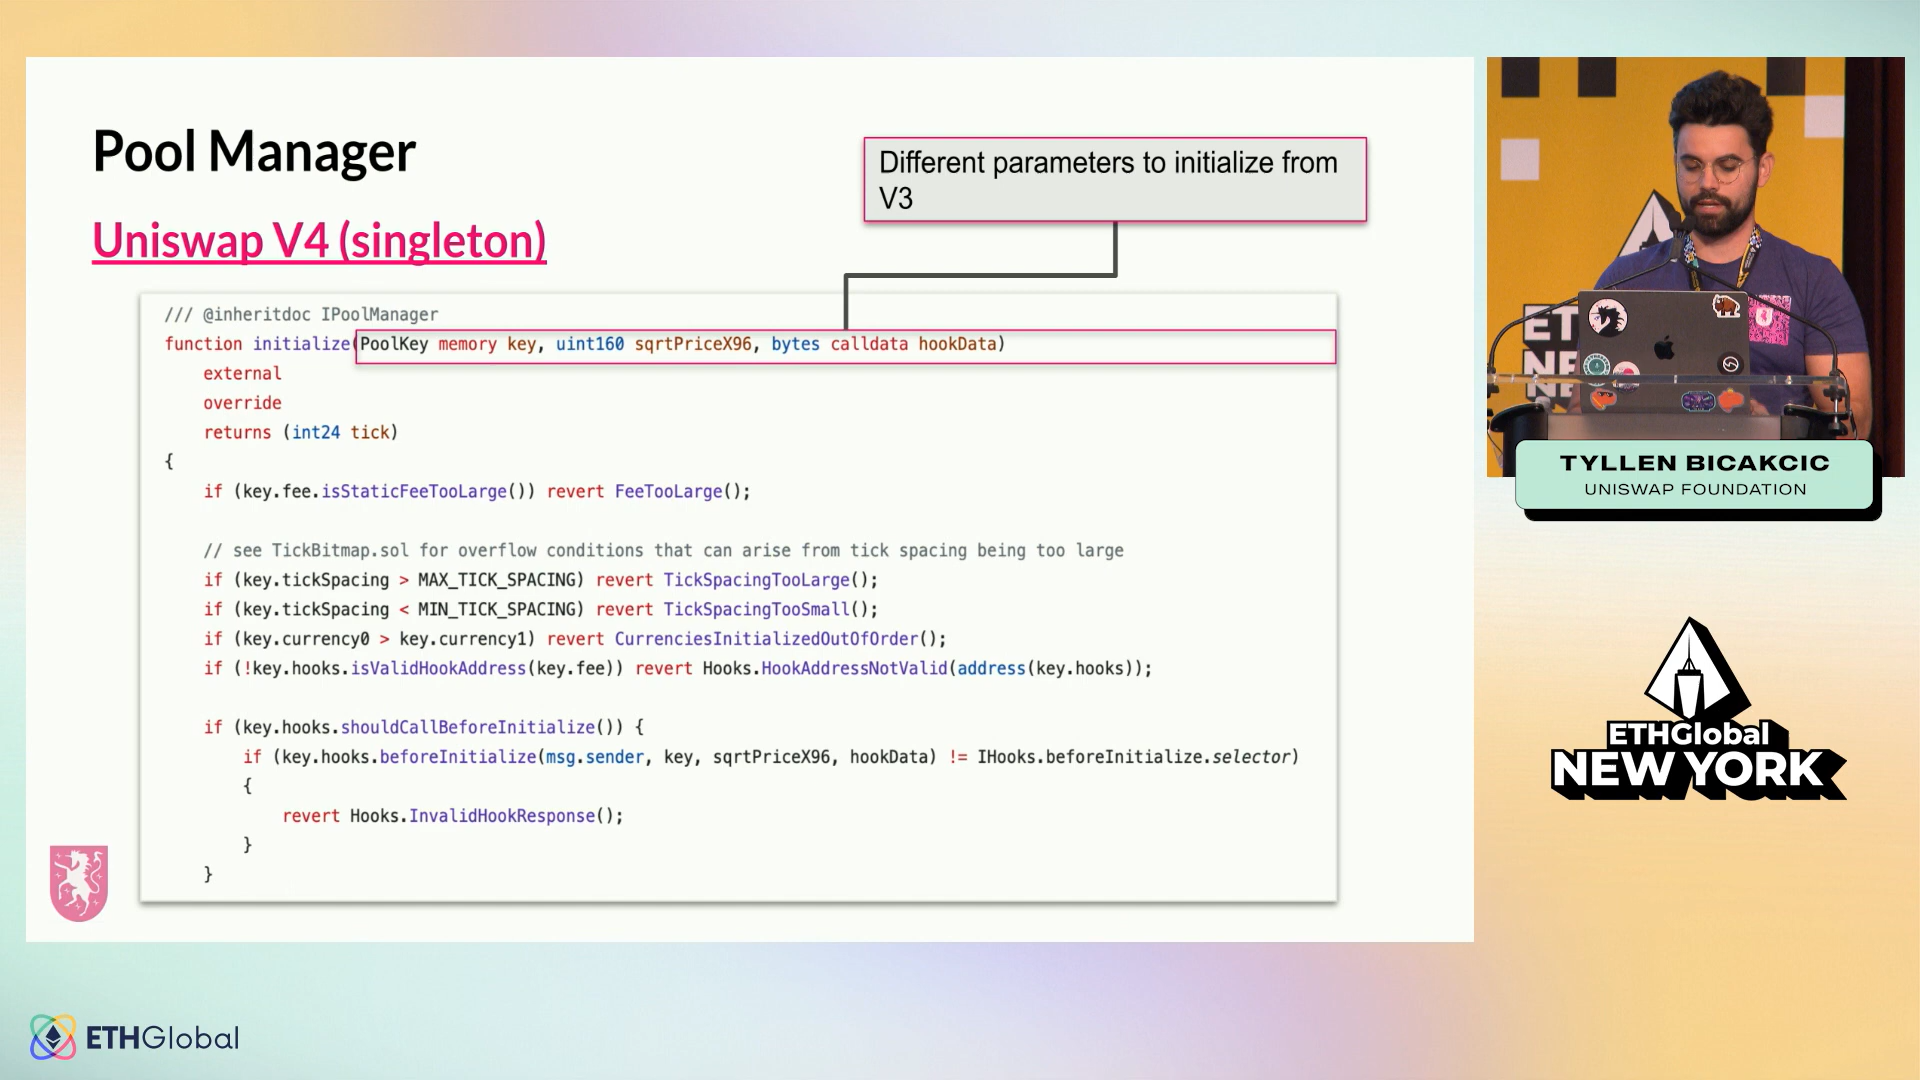 Pool Manager
Uniswap V4 (singleton)
Different parameters to initialize from
V3
/// @inheritdoc IPoolManager
function initialize(PoolKey memory key, uint160 sqrtPriceX96, bytes calldata hookData)
external
override
returns (int24 tick)
{
if (key.fee.isStaticFeeTooLarge()) revert FeeTooLarge();
// see TickBitmap.sol for overflow conditions that can arise from tick spacing being too large
if (key.tickSpacing > MAX_TICK_SPACING) revert TickSpacingTooLarge();
if (key.tickSpacing < MIN_TICK_SPACING) revert TickSpacingTooSmall();
if (key.currency0 > key.currency1) revert CurrenciesInitializedOutOfOrder();
if (!key.hooks.isValidHookAddress(key.fee)) revert Hooks.HookAddressNotValid(address(key.hooks));
if (key.hooks.shouldCallBeforeInitialize()) {
if (key.hooks.beforeInitialize(msg.sender, key, sqrtPriceX96, hookData) != IHooks.beforeInitialize.selector)
{
revert Hooks.InvalidHookResponse();
}
}
ET
NE
NE
TYLLEN BICAKCIC
UNISWAP FOUNDATION
ETHGlobal
NEW YORK
ETHGlobal